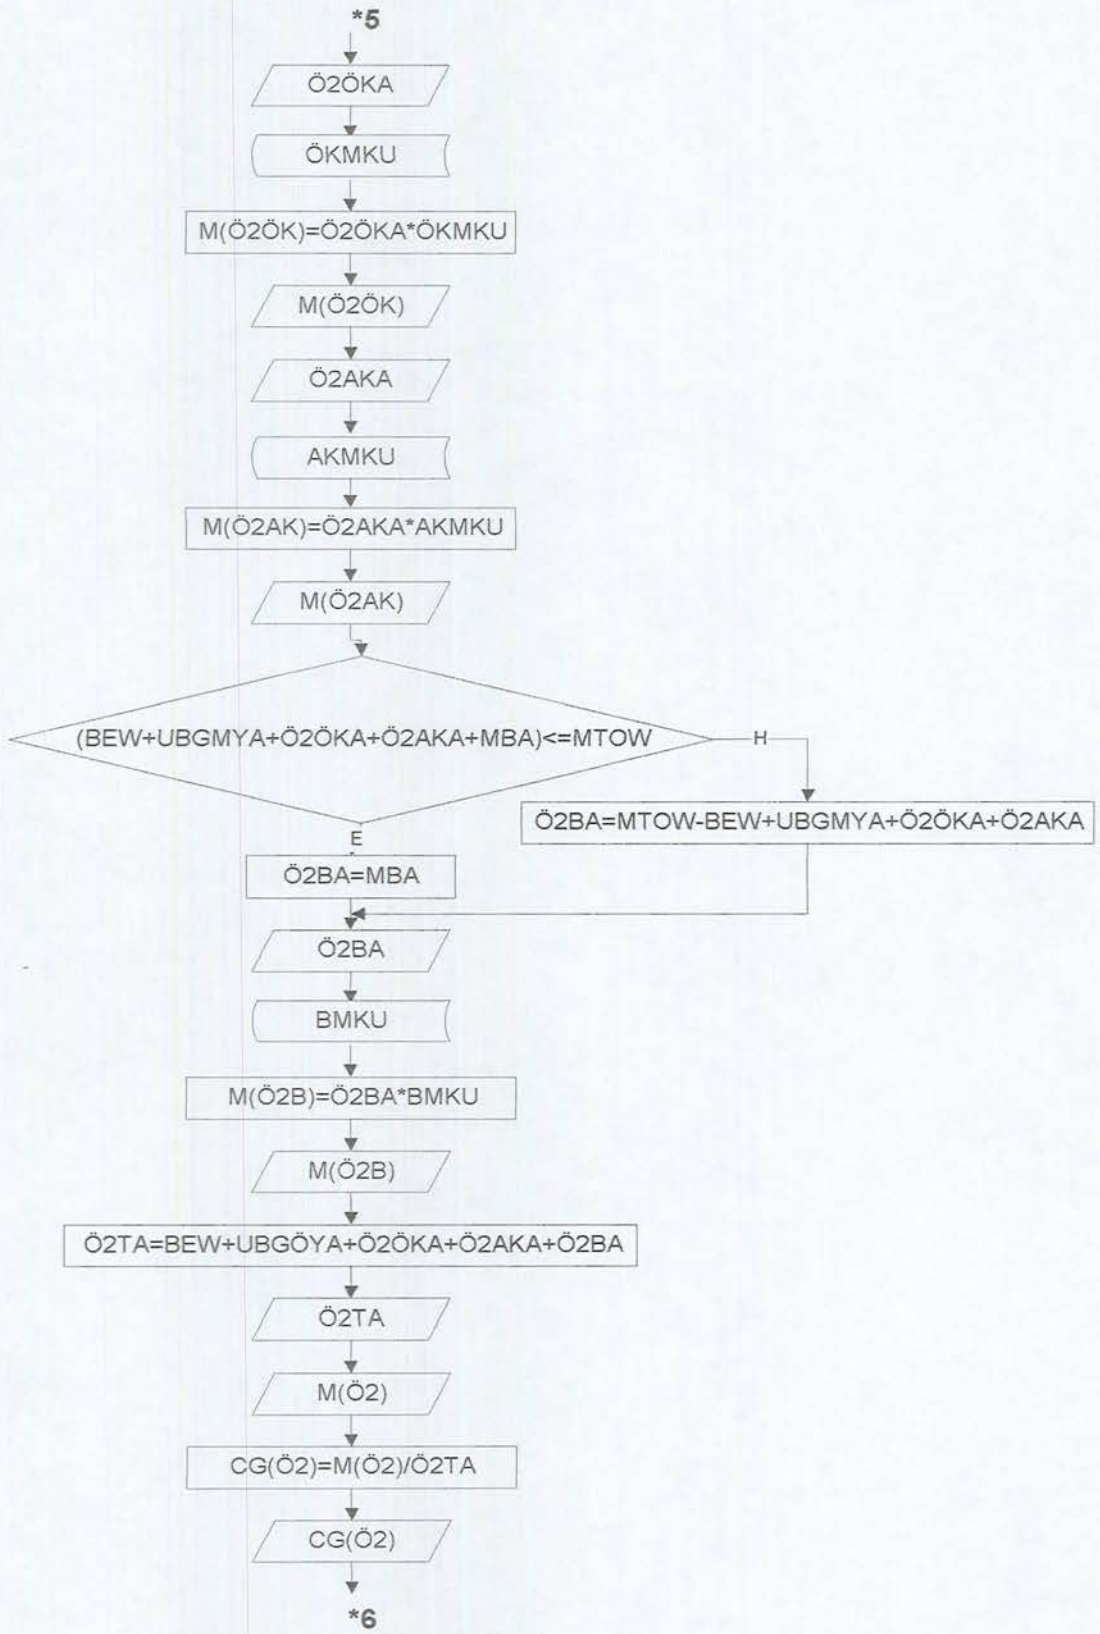 *5
Ö2ÖKA
ÖKMKU
M(Ö2ÖK)=Ö2ÖKA*ÖKMKU
M(Ö2ÖK)
Ö2AKA
AKMKU
M(Ö2AK)=Ö2AKA*AKMKU
M(Ö2AK)
(BEW+UBGMYA+Ö2ÖKA+Ö2AKA+MBA)<=MTOW
H
Ö2BA=MTOW-BEW+UBGMYA+Ö2ÖKA+Ö2AKA
E
Ö2BA=MBA
Ö2BA
BMKU
M(Ö2B)=Ö2BA*BMKU
M(Ö2B)
Ö2TA=BEW+UBGÖYA+Ö2ÖKA+Ö2AKA+Ö2BA
Ö2TA
M(Ö2)
CG(Ö2)=M(Ö2)/Ö2TA
CG(Ö2)
*6